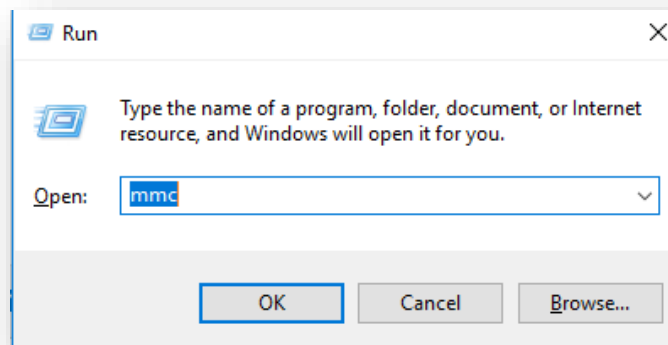 Run
Type the name of a program, folder, document, or Internet
resource, and Windows will open it for you.
Open: mmc
OK Cancel Browse...